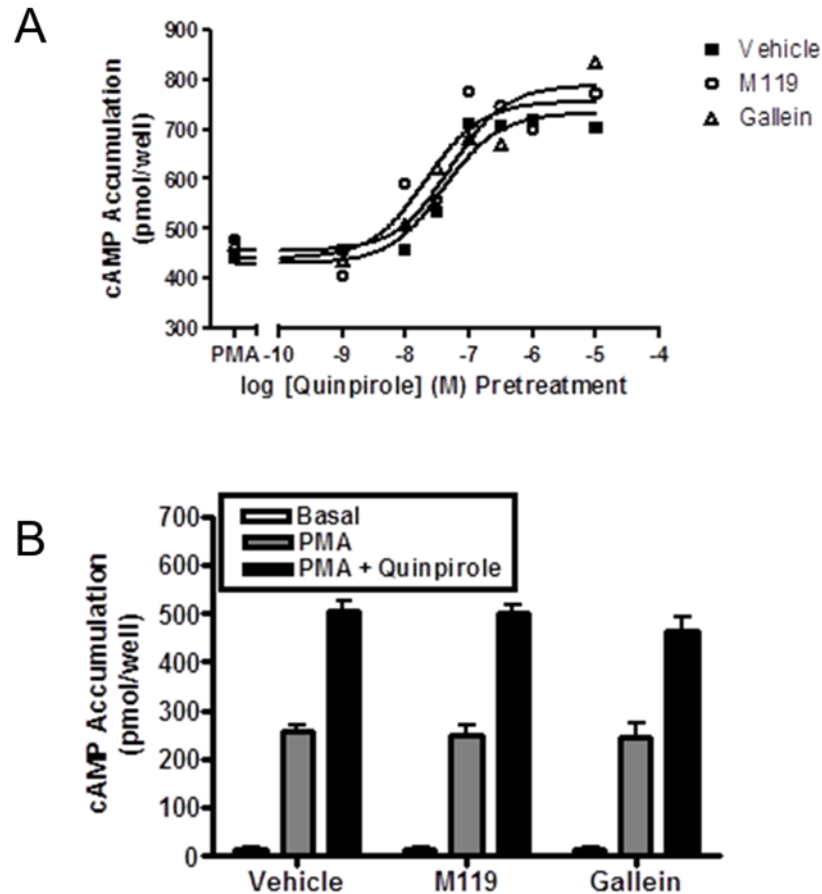 A
900
800
700
600
500
400
300
cAMP Accumulation
(pmol/well)
Vehicle
M119
Gallein
PMA -10 -9 -8 -7 -6 -5 -4
log [Quinpirole] (M) Pretreatment
B
700
600
500
400
300
200
100
0
cAMP Accumulation
(pmol/well)
Basal
PMA
PMA + Quinpirole
Vehicle M119 Gallein